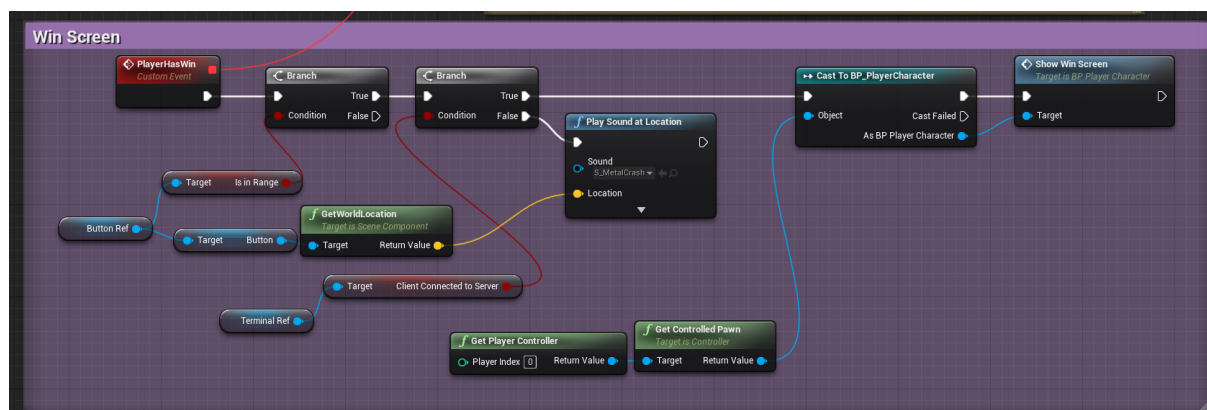 Win Screen
PlayerHasWin
Custom Event
Branch
True
Condition
False
Branch
True
Condition
False
Play Sound at Location
Sound
S_MetalCrash
Location
Cast To BP_PlayerCharacter
Object
Cast Failed
As BP Player Character
Show Win Screen
Target is BP Player Character
Target
Target
Is in Range
Button Ref
Target
Button
GetWorldLocation
Target is Scene Component
Target
Return Value
Target
Client Connected to Server
Terminal Ref
Get Player Controller
Player Index 0
Return Value
Get Controlled Pawn
Target is Controller
Target
Return Value